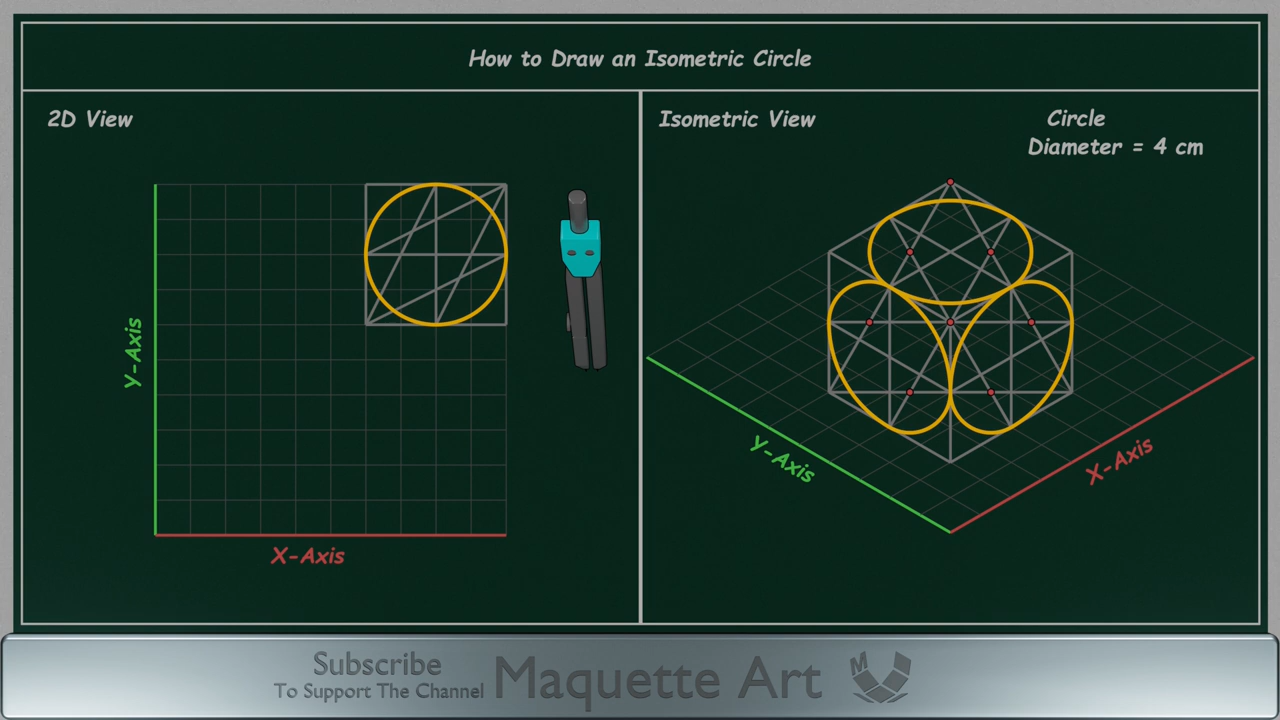 How to Draw an Isometric Circle
2D View
Y-Axis
X-Axis
Isometric View
Circle
Diameter = 4 cm
Y-Axis
X-Axis
Subscribe
To Support The Channel
Maquette Art
M